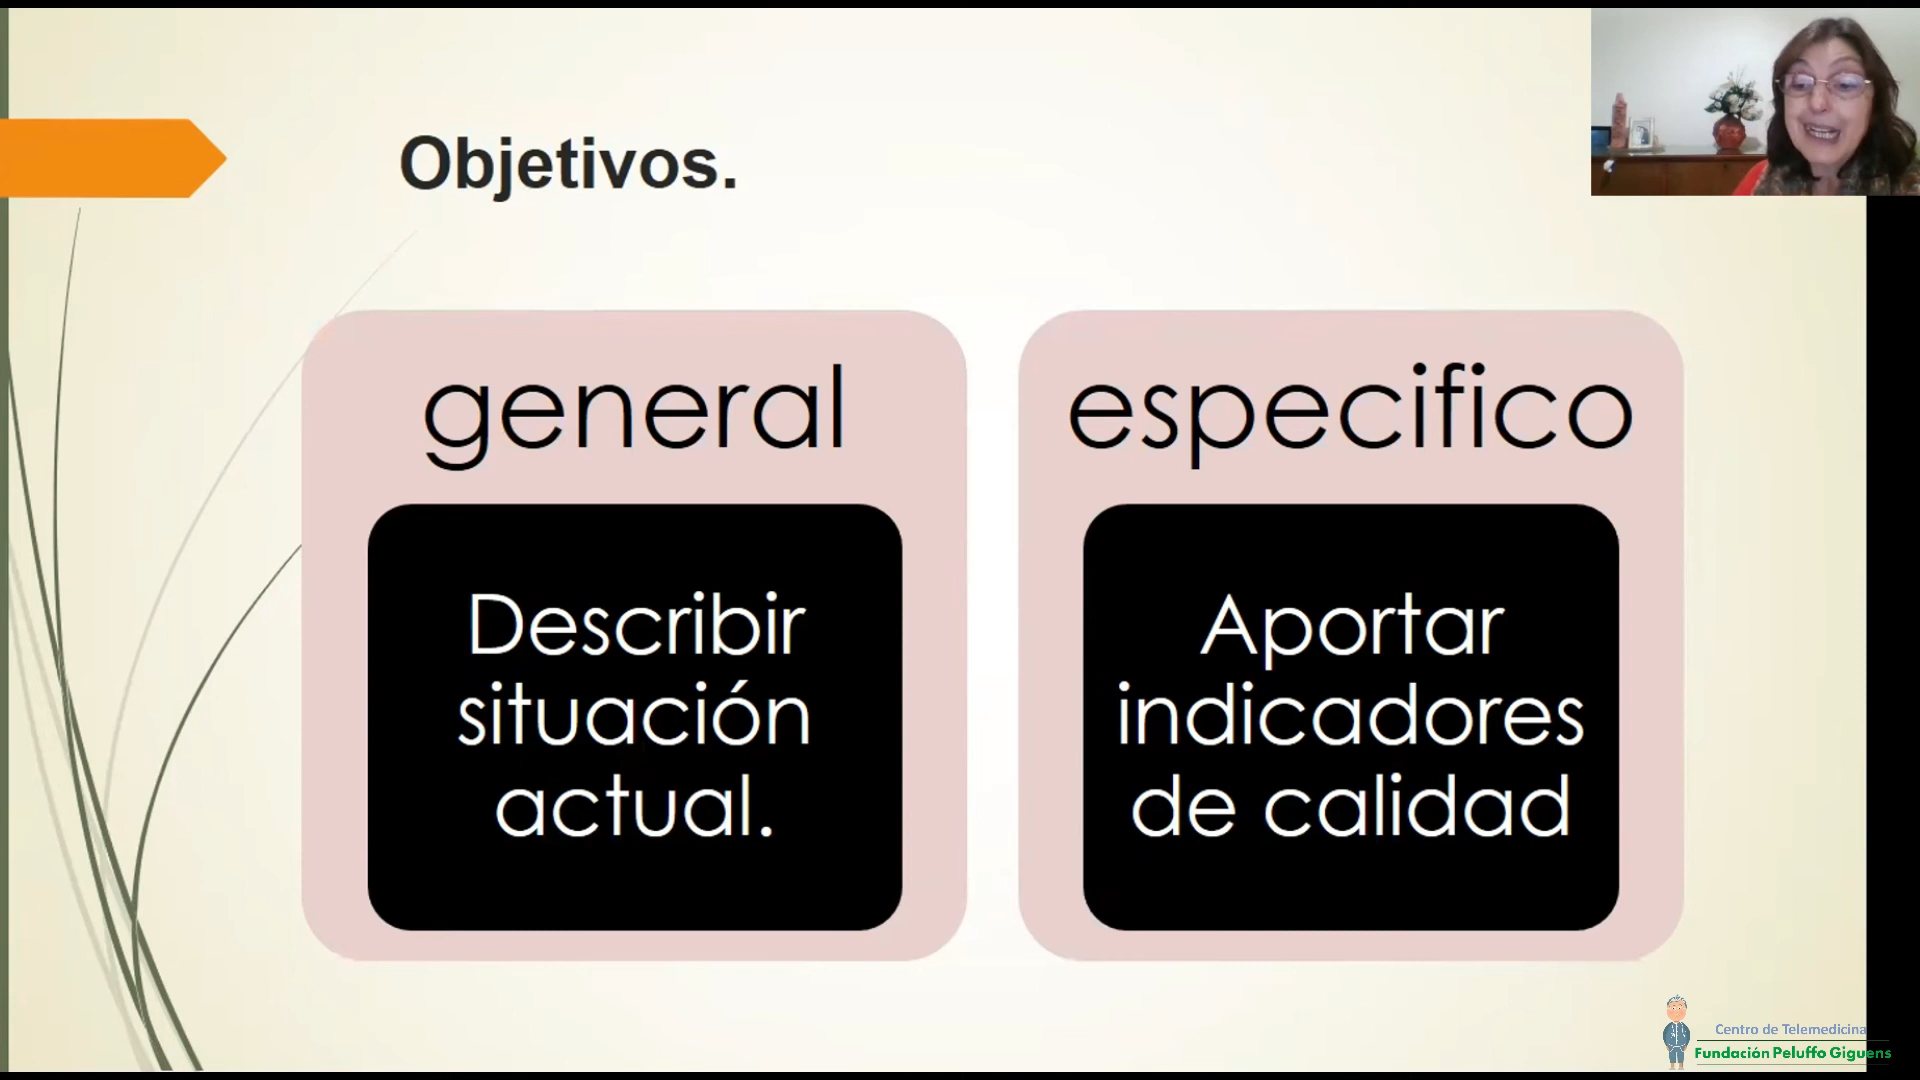 Objetivos.
general
Describir
situación
actual.
especifico
Aportar
indicadores
de calidad
Centro de Telemedicina
Fundación Peluffo Giguens